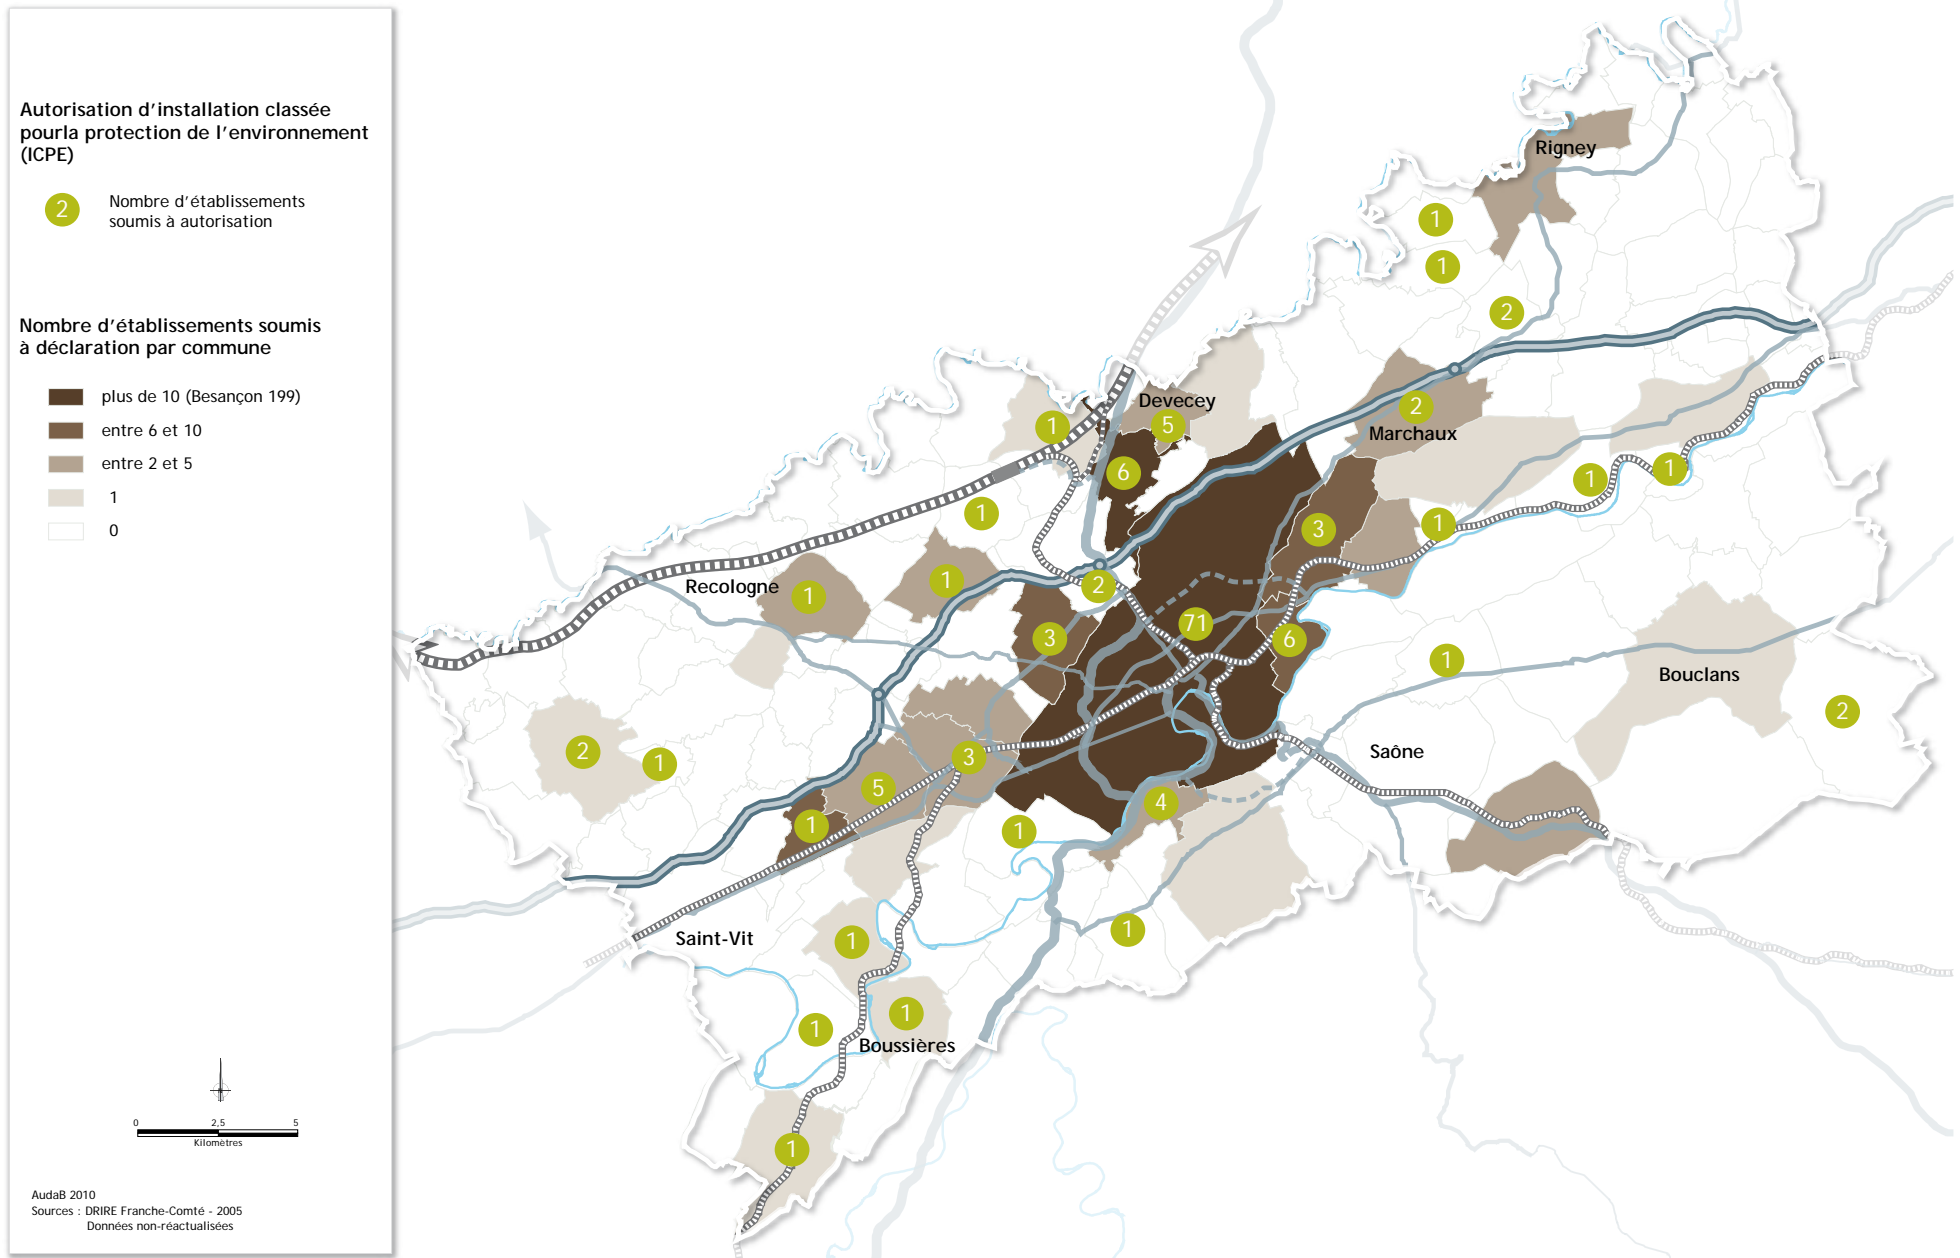 Autorisation d'installation classée
pourla protection de l'environnement
(ICPE)
2
Nombre d'établissements
soumis à autorisation
Nombre d'établissements soumis
à déclaration par commune
plus de 10 (Besançon 199)
entre 6 et 10
entre 2 et 5
1
0
0 2,5 5
Kilomètres
AudaB 2010
Sources : DRIRE Franche-Comté - 2005
Données non-réactualisées
Rigney
1
1
2
Devecey
1
5
2
Marchaux
6
1
1
1
3
1
Recologne
1
1
2
71
3
6
1
Bouclans
2
2
1
3
Saône
5
4
1
1
1
Saint-Vit
1
1
1
Boussières
1